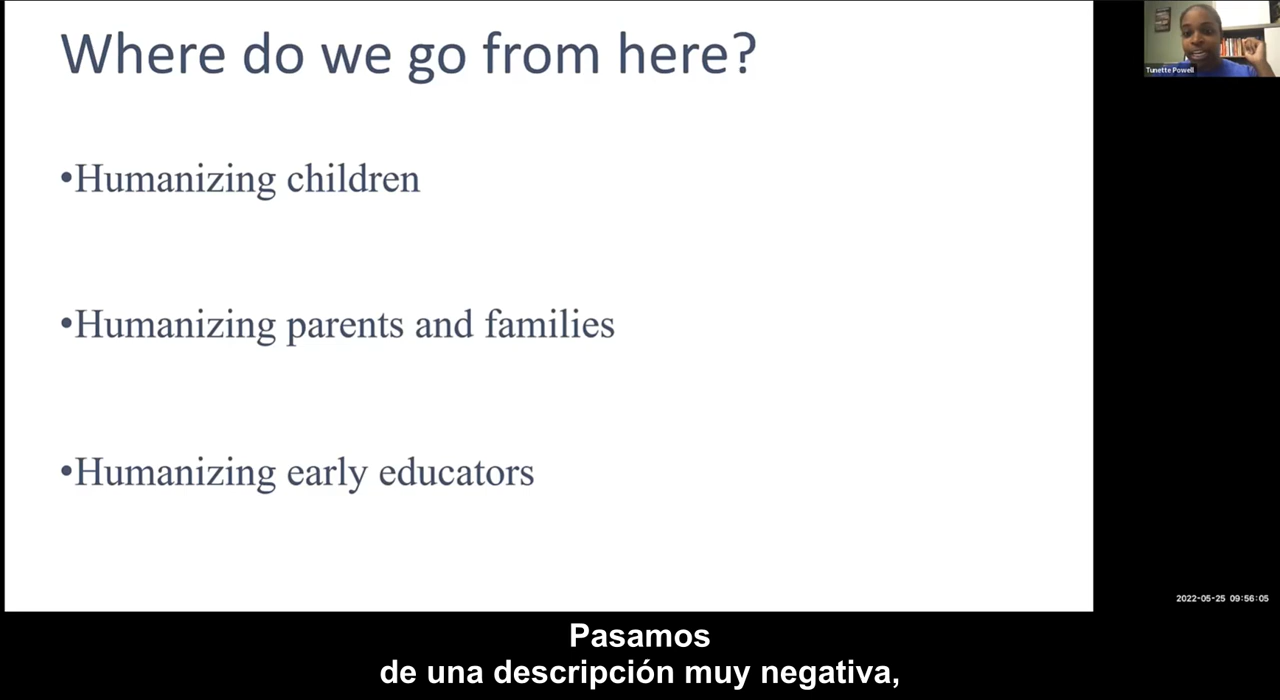 Where do we go from here?
•Humanizing children
•Humanizing parents and families
•Humanizing early educators
Tunette Powell
2022-05-25 09:56:05
Pasamos
de una descripción muy negativa,